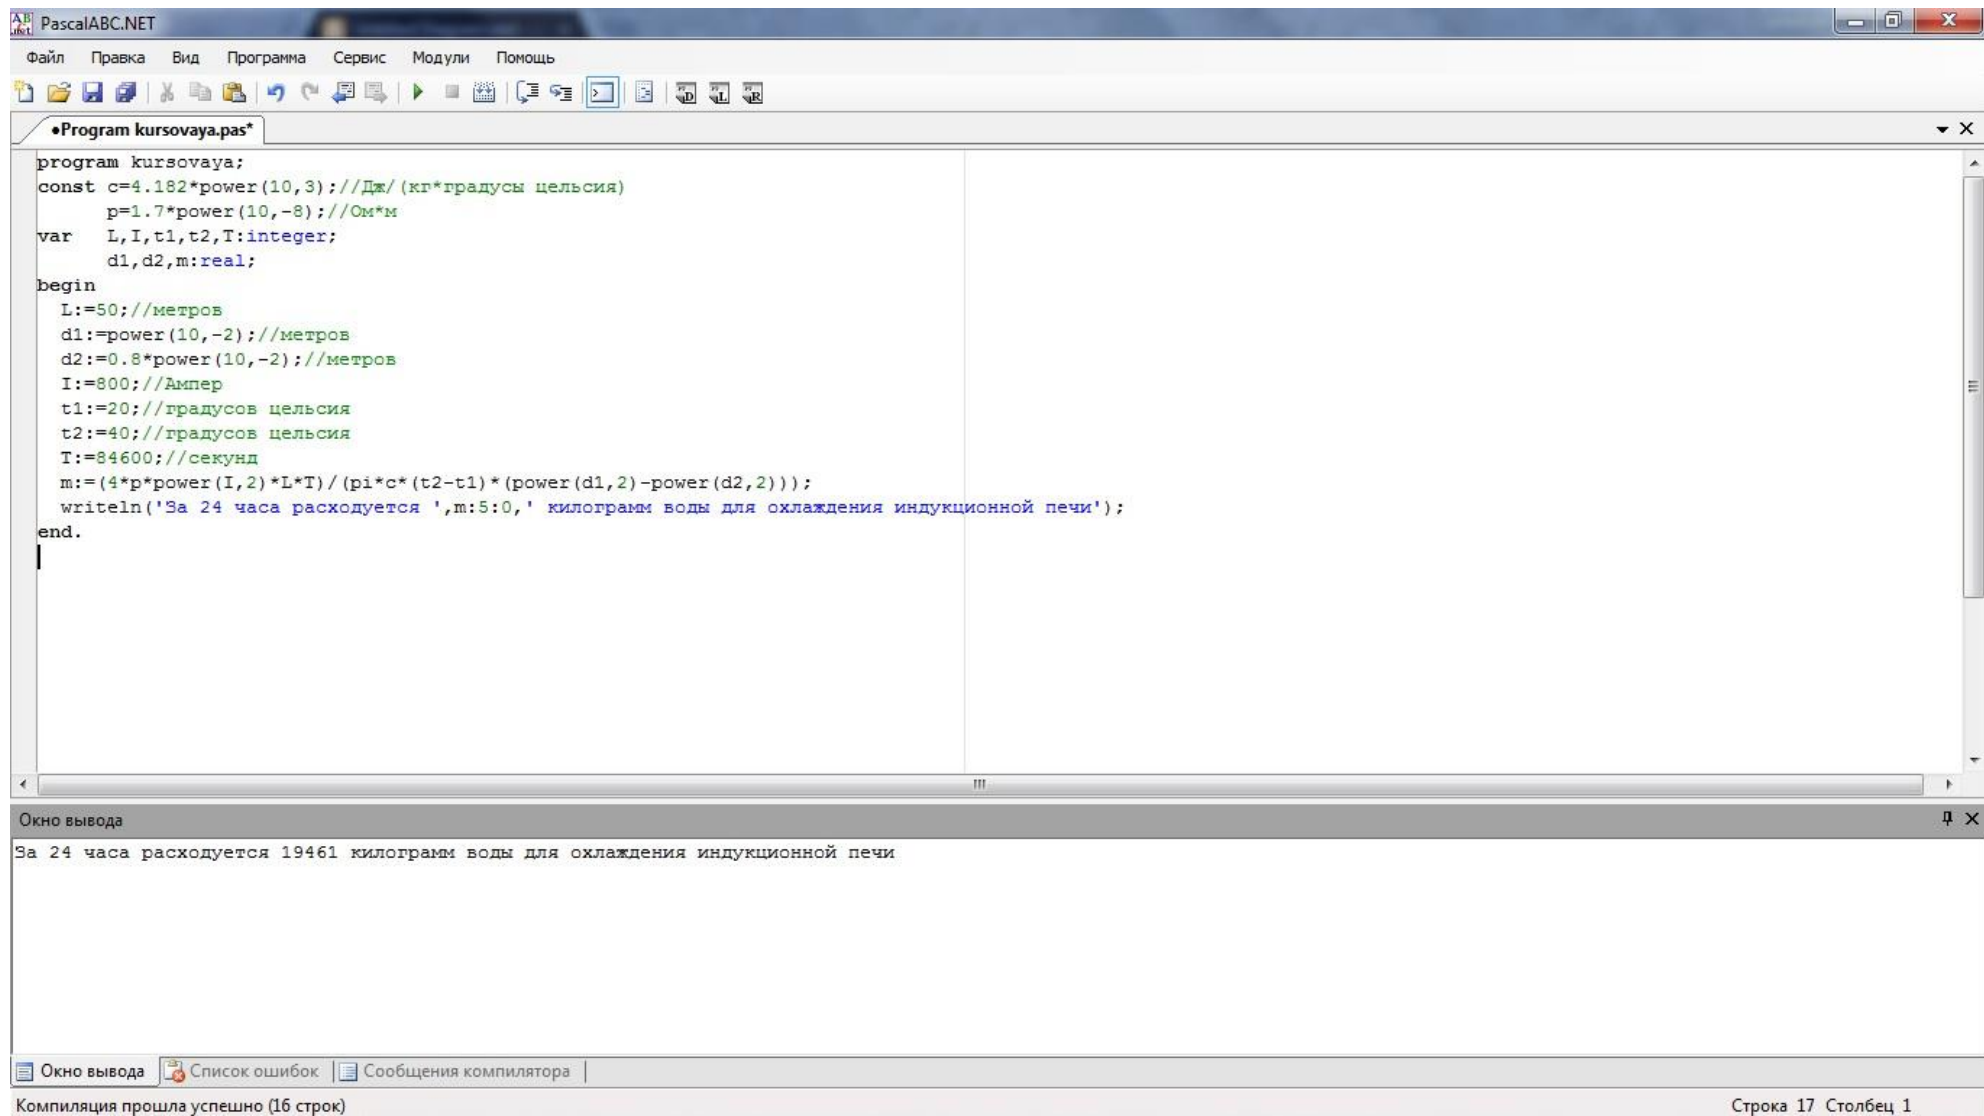 PascalABC.NET
Файл Правка Вид Программа Сервис Модули Помощь
•Program kursovaya.pas*
program kursovaya;
const c=4.182*power(10,3);//Дж/(кг*градусы цельсия)
p=1.7*power(10,-8);//Ом*м
var L,I,t1,t2,T:integer;
d1,d2,m:real;
begin
L:=50;//метров
d1:=power(10,-2);//метров
d2:=0.8*power(10,-2);//метров
I:=800;//Ампер
t1:=20;//градусов цельсия
t2:=40;//градусов цельсия
T:=84600;//секунд
m:=(4*p*power(I,2)*L*T)/(pi*c*(t2-t1)*(power(d1,2)-power(d2,2)));
writeln('За 24 часа расходуется ',m:5:0,' килограмм воды для охлаждения индукционной печи');
end.
Окно вывода
За 24 часа расходуется 19461 килограмм воды для охлаждения индукционной печи
Окно вывода Список ошибок Сообщения компилятора
Компиляция прошла успешно (16 строк) Строка 17 Столбец 1